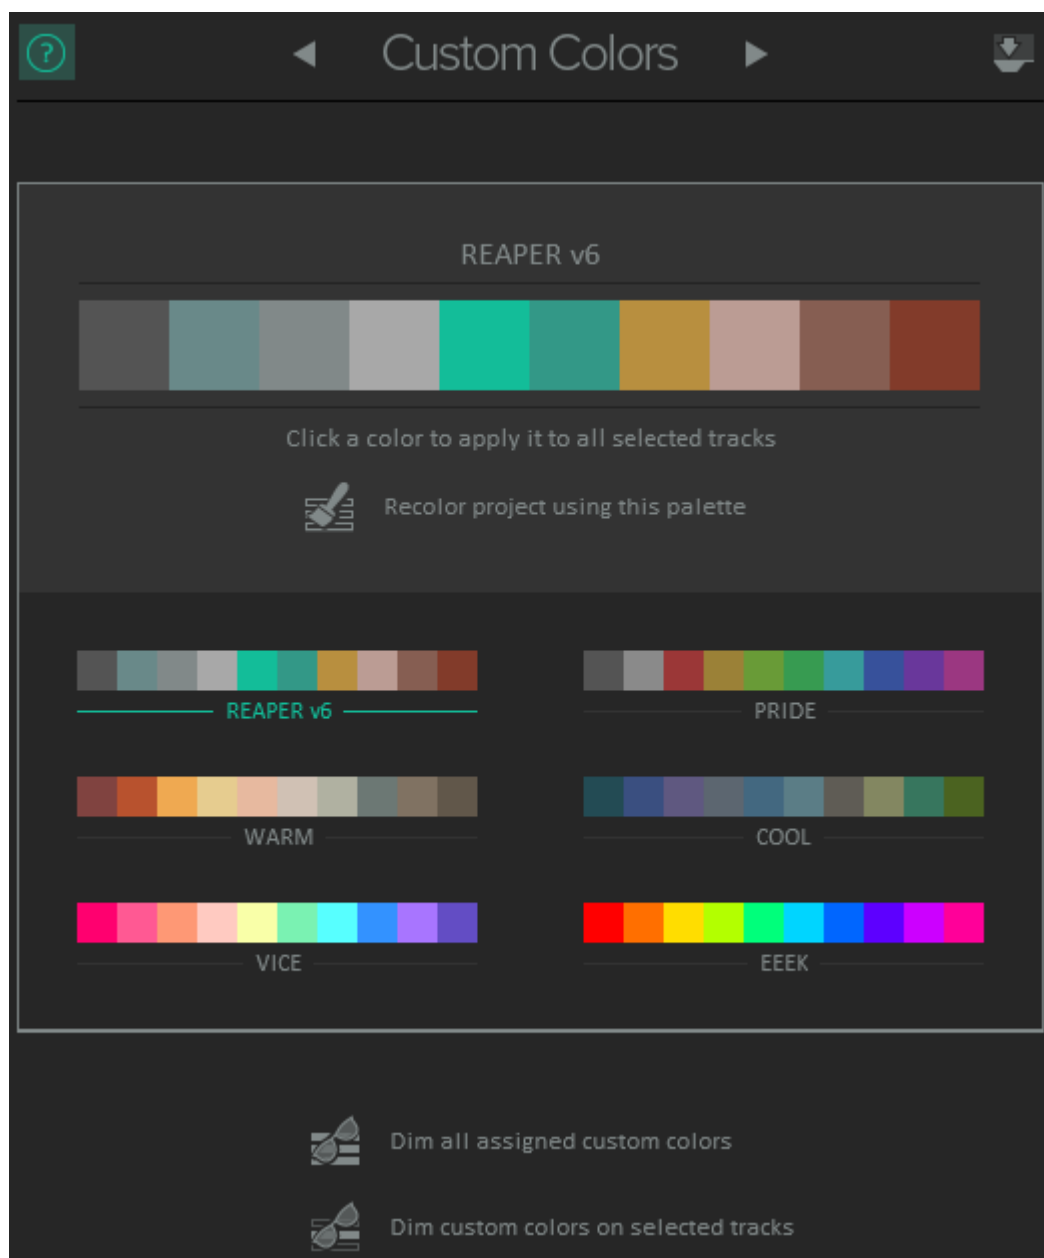 ?
Custom Colors
REAPER v6
Click a color to apply it to all selected tracks
Recolor project using this palette
REAPER v6
PRIDE
WARM
COOL
VICE
EEEK
Dim all assigned custom colors
Dim custom colors on selected tracks